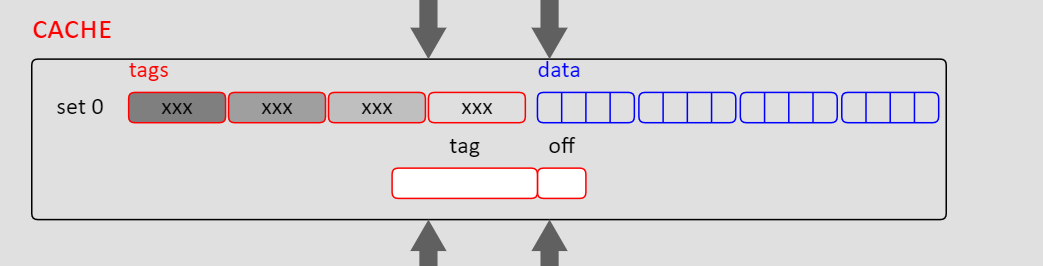 CACHE
tags data
set 0 xxx xxx xxx xxx
tag off